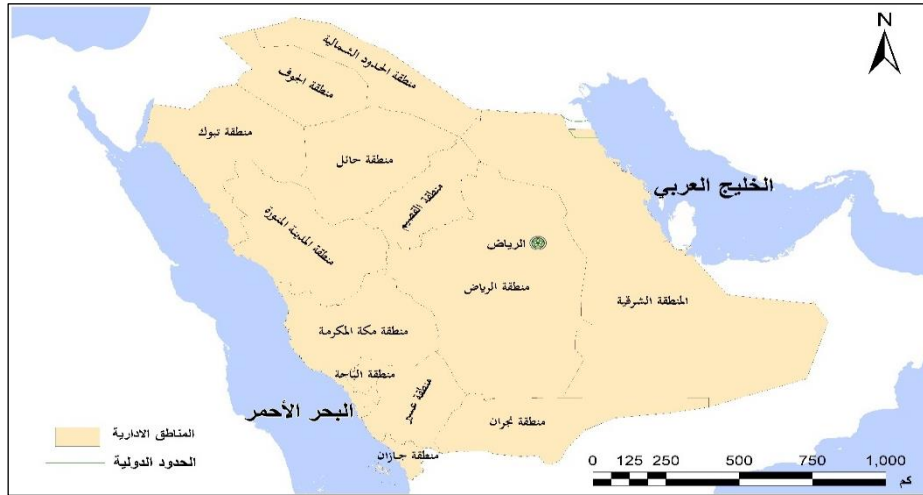 N
منطقة الحدود الشمالية
منطقة الجوف
منطقة تبوك
منطقة حائل
منطقة القصيم
الخليج العربي
منطقة المدينة المنورة
الرياض
منطقة الرياض
المنطقة الشرقية
منطقة مكة المكرمة
منطقة الباحة
منطقة عسير
البحر الأحمر
منطقة نجران
منطقة جازان
المناطق الادارية
الحدود الدولية
0 125 250 500 750 1,000
كم